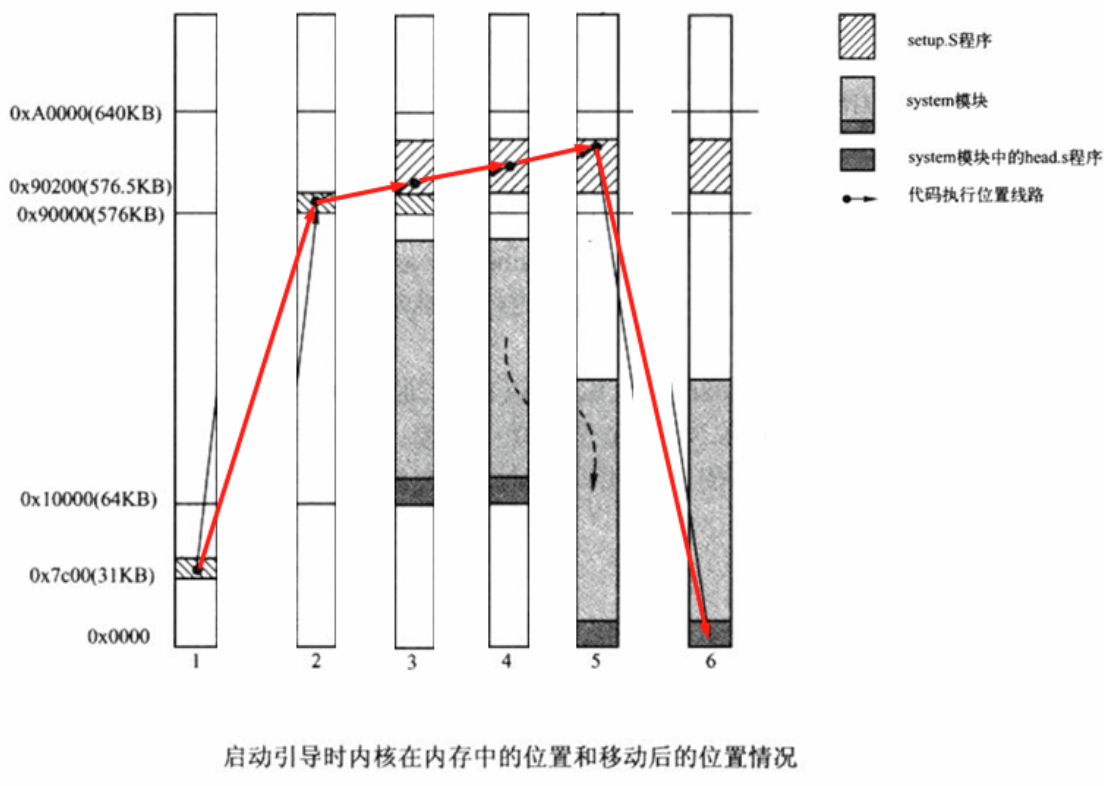 setup.S程序
system模块
system模块中的head.s程序
代码执行位置线路
0xA0000(640KB)
0x90200(576.5KB)
0x90000(576KB)
0x10000(64KB)
0x7c00(31KB)
0x0000
1 2 3 4 5 6
启动引导时内核在内存中的位置和移动后的位置情况